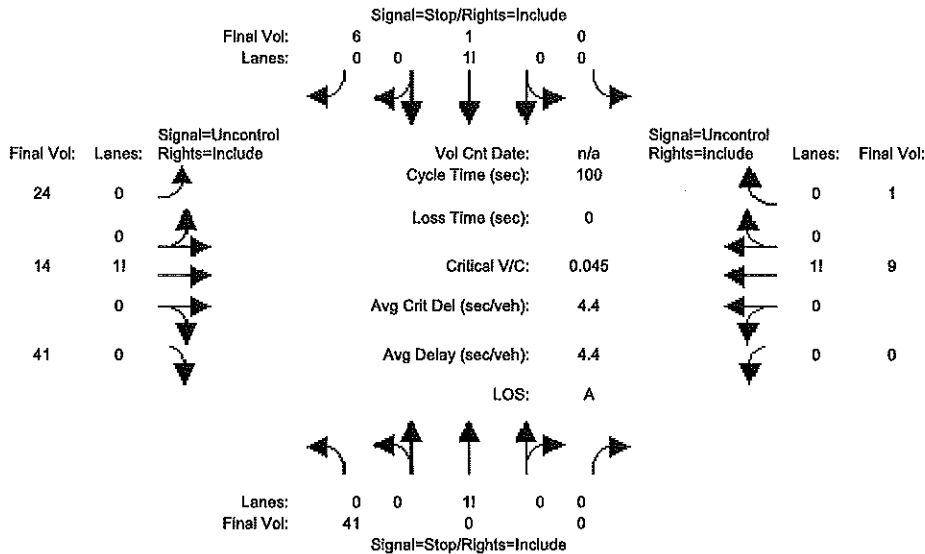 Signal=Stop/Rights=Include
Final Vol: 6 1 0
Lanes: 0 0 1! 0 0
Signal=Uncontrol
Final Vol: Lanes: Rights=Include
Vol Cnt Date: n/a
Signal=Uncontrol
Rights=Include Lanes: Final Vol:
Cycle Time (sec): 100
24 0
0 1
Loss Time (sec): 0
0
0
14 1!
Critical V/C: 0.045
1! 9
0
Avg Crit Del (sec/veh): 4.4
0
41 0
Avg Delay (sec/veh): 4.4
0 0
LOS: A
Lanes: 0 0 1! 0 0
Final Vol: 41 0 0
Signal=Stop/Rights=Include